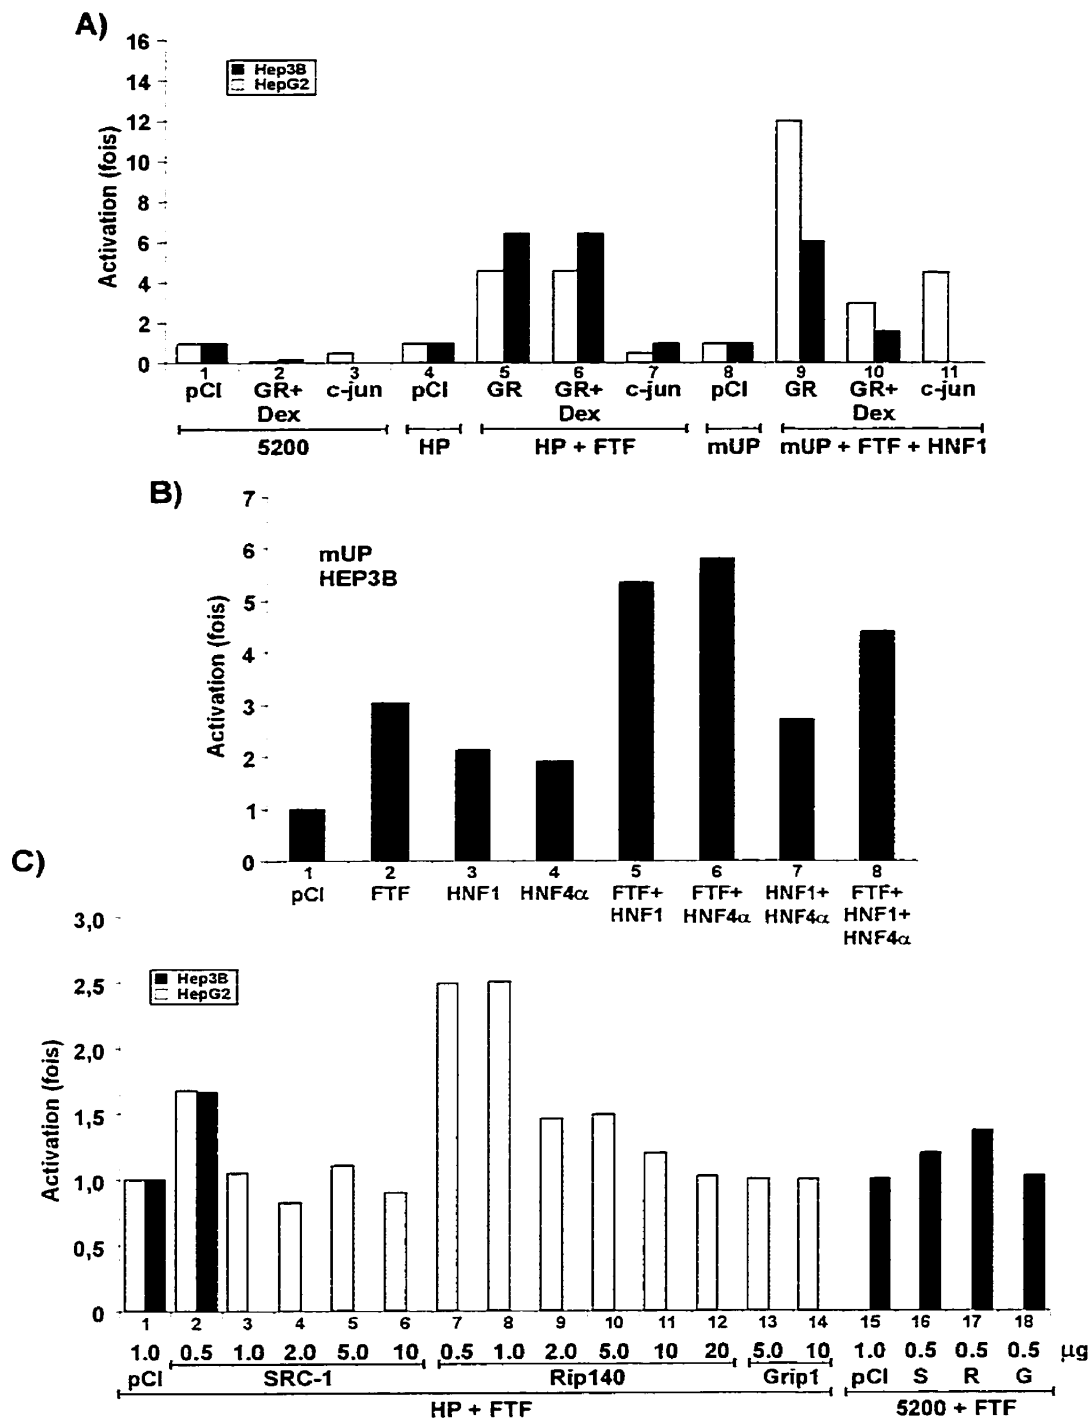 A)
16
14
12
10
8
6
4
2
0
Activation (fois)
Hep3B
HepG2
1 2 3 4 5 6 7 8 9 10 11
pCI GR+ c-jun pCI GR GR+ c-jun pCI GR GR+ c-jun
Dex Dex Dex
5200 HP HP + FTF mUP mUP + FTF + HNF1
B)
7
6
5
4
3
2
1
0
Activation (fois)
mUP
HEP3B
1 2 3 4 5 6 7 8
pCI FTF HNF1 HNF4α FTF+ FTF+ HNF1+ FTF+
HNF1 HNF4α HNF4α HNF1+
HNF4α
C)
3,0
2,5
2,0
1,5
1,0
0,5
0
Activation (fois)
Hep3B
HepG2
1 2 3 4 5 6 7 8 9 10 11 12 13 14 15 16 17 18
1.0 0.5 1.0 2.0 5.0 10 0.5 1.0 2.0 5.0 10 20 5.0 10 1.0 0.5 0.5 0.5 µg
pCI SRC-1 Rip140 Grip1 pCI S R G
HP + FTF 5200 + FTF